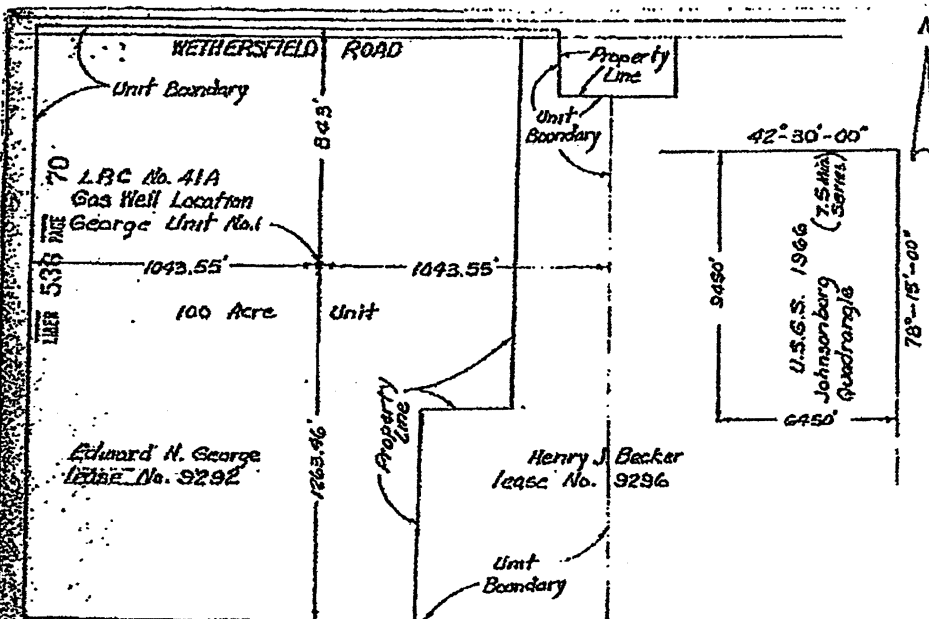 WETHERSFIELD ROAD
Unit Boundary
843'
Property
Line
Unit
Boundary
N
LIBER 536 PAGE 70
LBC No. 41A
Gas Well Location
George Unit No.1
1043.55'
1043.55'
100 Acre Unit
42°-30'-00"
9450'
U.S.G.S. 1966
Johnsonburg
Quadrangle
(7.5 Min.
Series)
78°-15'-00"
6450'
Property
Line
Edward N. George
lease No. 9292
1263.46'
Henry J. Becker
lease No. 9296
Unit
Boundary